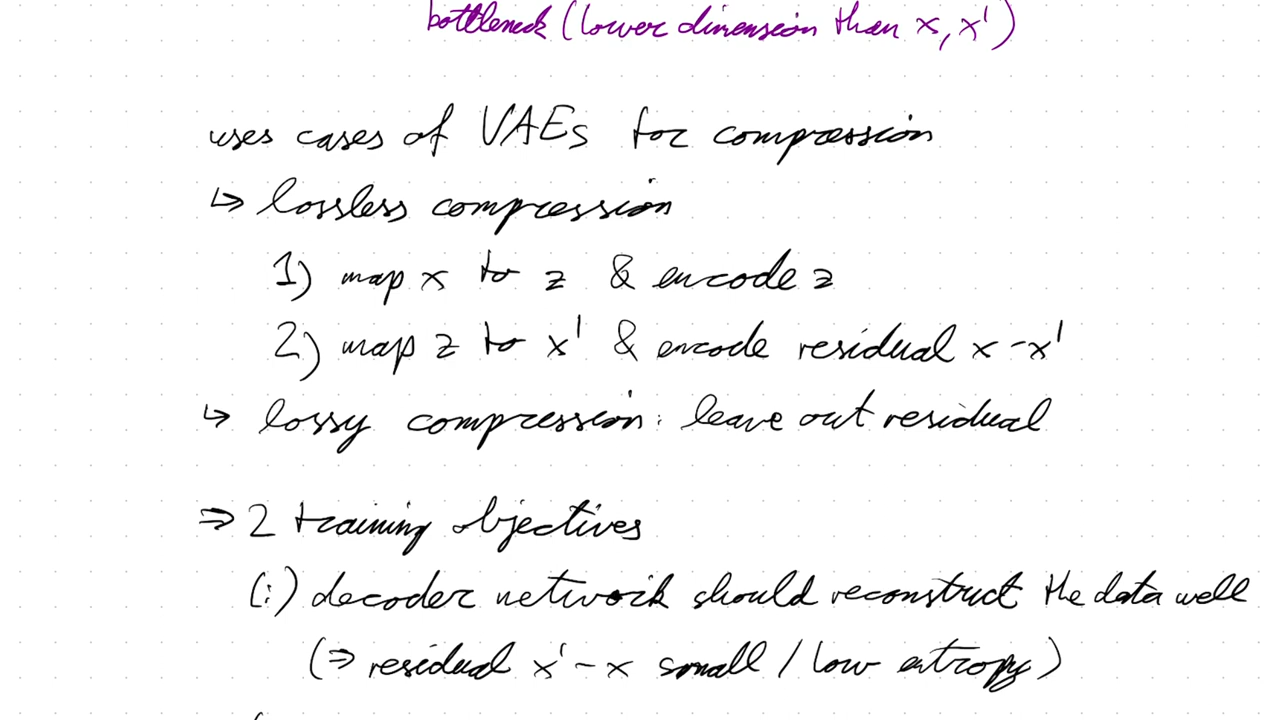 bottleneck (lower dimension than x, x')
uses cases of VAEs for compression
↳ lossless compression
1) map x to z & encode z
2) map z to x' & encode residual x - x'
↳ lossy compression: leave out residual
⇒ 2 training objectives
(i) decoder network should reconstruct the data well
(⇒ residual x' - x small / low entropy)